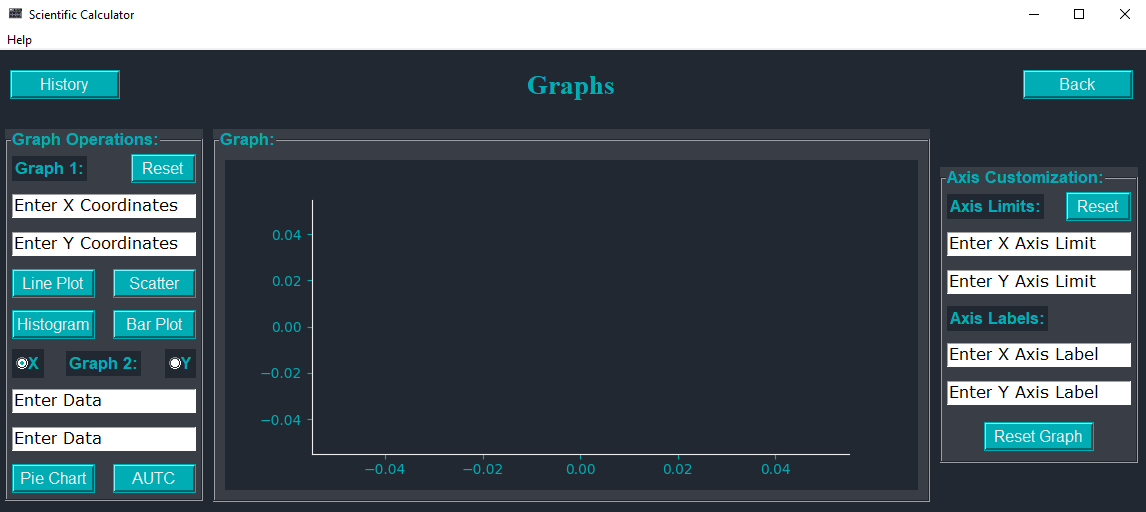 Scientific Calculator
Help
History
Graphs
Back
Graph Operations:
Graph 1:
Reset
Enter X Coordinates
Enter Y Coordinates
Line Plot
Scatter
Histogram
Bar Plot
X
Graph 2:
Y
Enter Data
Enter Data
Pie Chart
AUTC
Graph:
0.04
0.02
0.00
−0.02
−0.04
−0.04
−0.02
0.00
0.02
0.04
Axis Customization:
Axis Limits:
Reset
Enter X Axis Limit
Enter Y Axis Limit
Axis Labels:
Enter X Axis Label
Enter Y Axis Label
Reset Graph